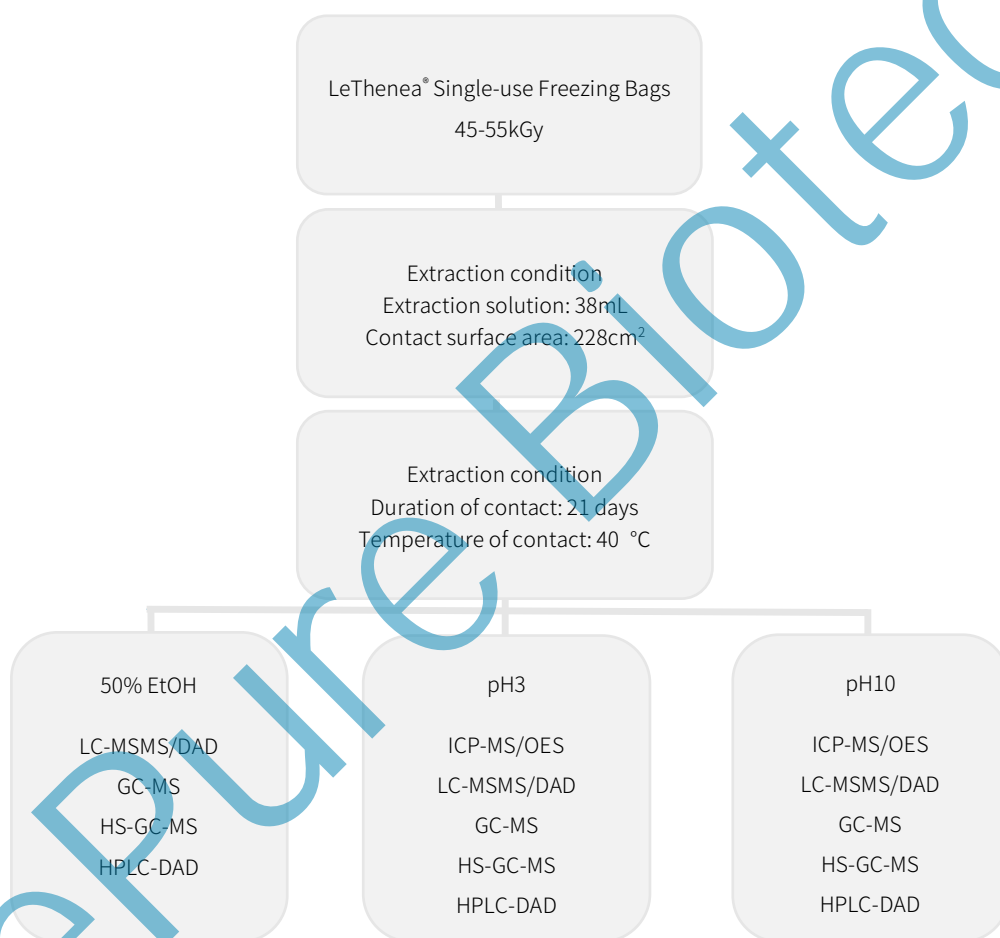 LeThenea® Single-use Freezing Bags
45-55kGy
Extraction condition
Extraction solution: 38mL
Contact surface area: 228cm²
Extraction condition
Duration of contact: 21 days
Temperature of contact: 40 °C
50% EtOH
LC-MSMS/DAD
GC-MS
HS-GC-MS
HPLC-DAD
pH3
ICP-MS/OES
LC-MSMS/DAD
GC-MS
HS-GC-MS
HPLC-DAD
pH10
ICP-MS/OES
LC-MSMS/DAD
GC-MS
HS-GC-MS
HPLC-DAD
ePure Biotec